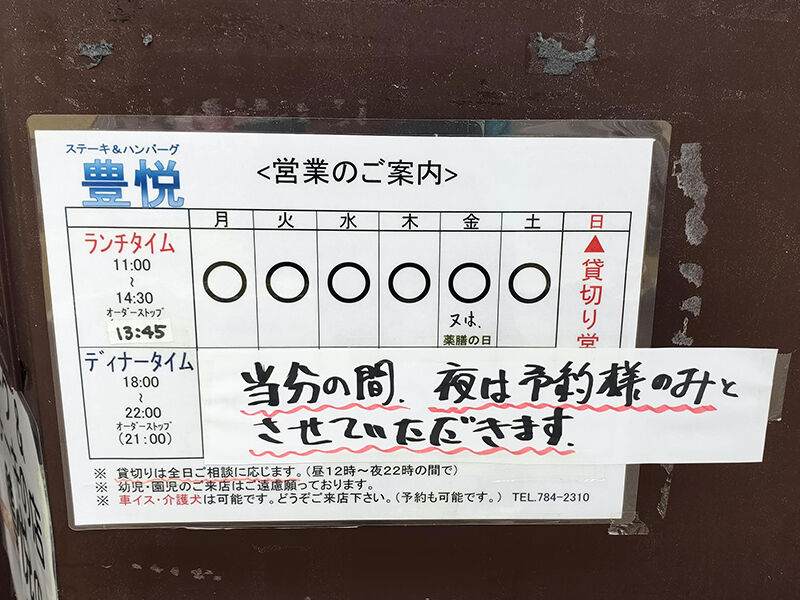 ステーキ&ハンバーグ
豊悦
<営業のご案内>
月 火 水 木 金 土 日
ランチタイム
11:00
~
14:30
オーダーストップ
13:45
○ ○ ○ ○ ○ ○
又は、
薬膳の日
▲貸切り営
ディナータイム
18:00
~
22:00
オーダーストップ
(21:00)
当分の間、夜は予約様のみと
させていただきます。
※ 貸切りは全日ご相談に応じます。(昼12時~夜22時の間で)
※ 幼児・園児のご来店はご遠慮願っております。
※ 車イス・介護犬は可能です。どうぞご来店下さい。(予約も可能です。) TEL.784-2310